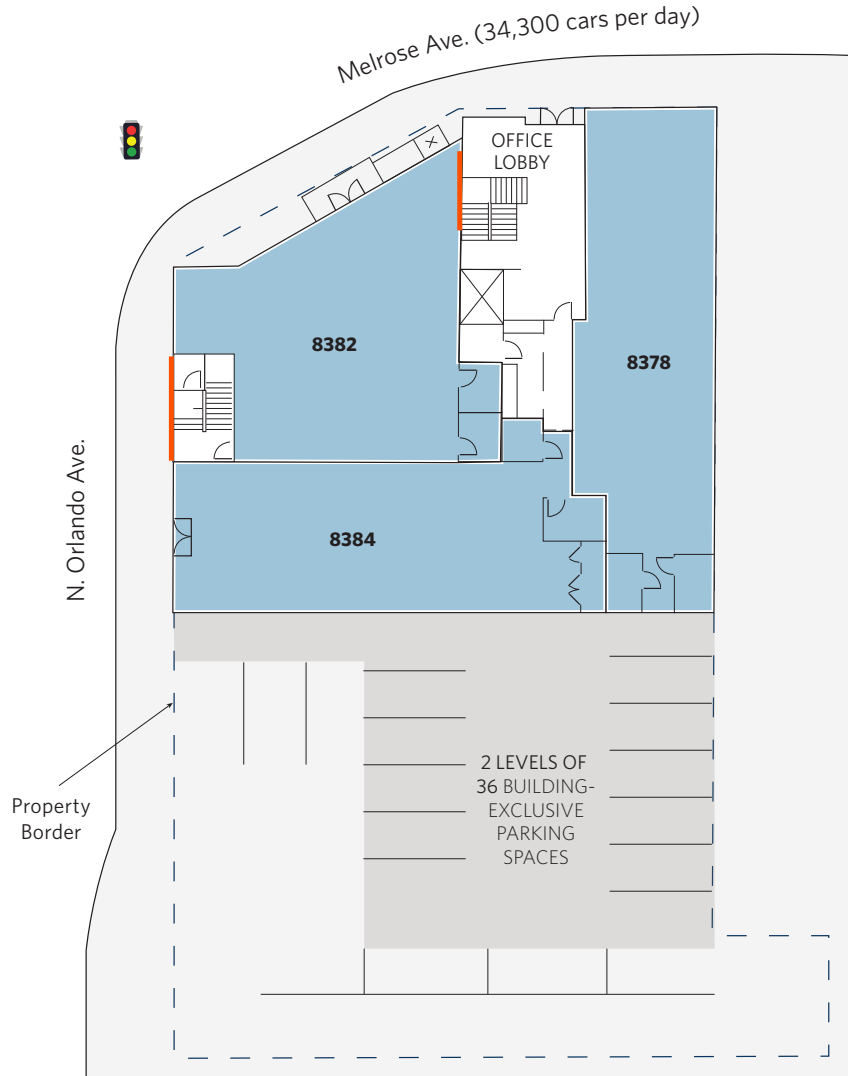 Melrose Ave. (34,300 cars per day)
OFFICE
LOBBY
8382
8378
N. Orlando Ave.
8384
2 LEVELS OF
36 BUILDING-
EXCLUSIVE
PARKING
SPACES
Property
Border